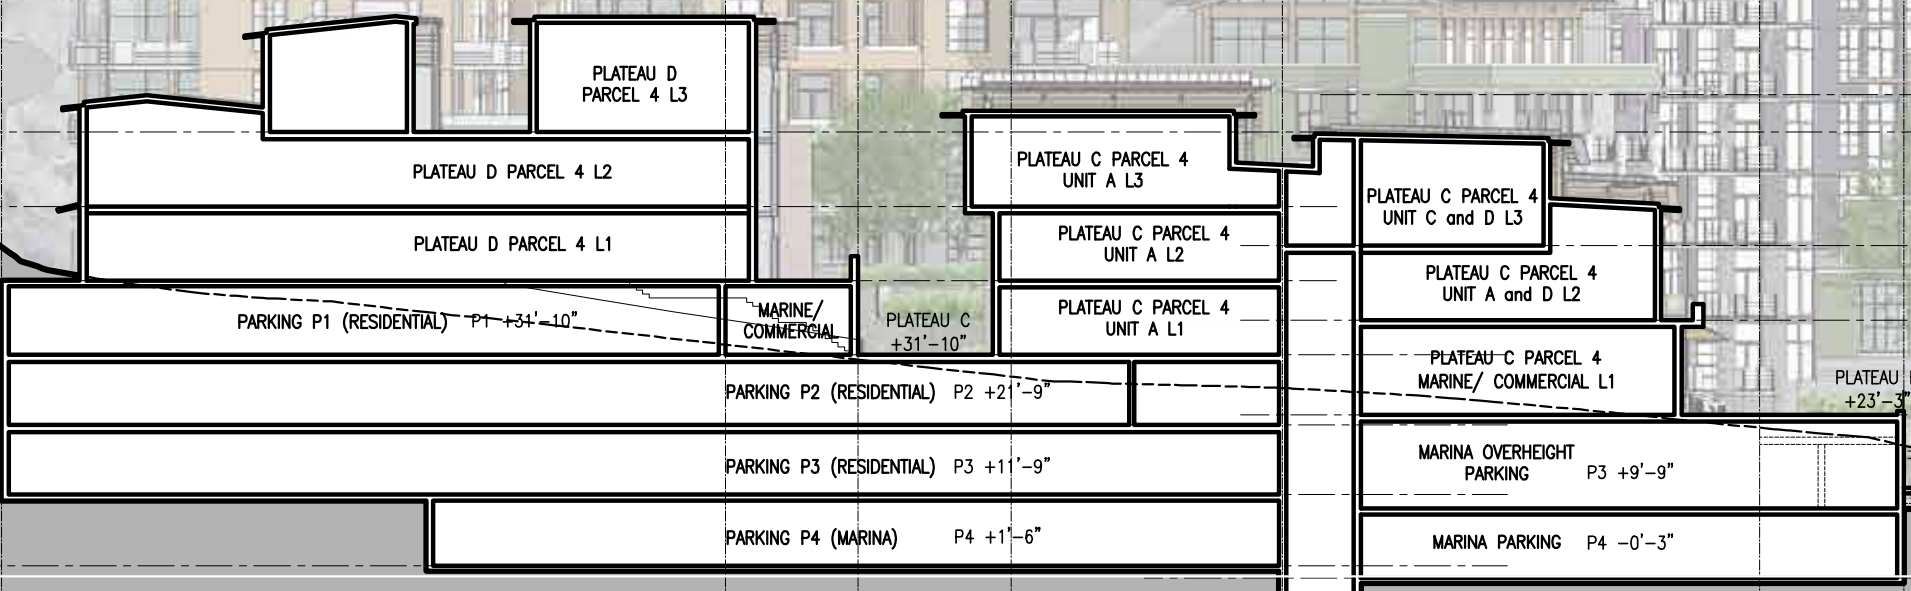 PLATEAU D
PARCEL 4 L3
PLATEAU D PARCEL 4 L2
PLATEAU D PARCEL 4 L1
PLATEAU C PARCEL 4
UNIT A L3
PLATEAU C PARCEL 4
UNIT C and D L3
PLATEAU C PARCEL 4
UNIT A L2
PLATEAU C PARCEL 4
UNIT A and D L2
PARKING P1 (RESIDENTIAL) P1 +31'-10"
MARINE/
COMMERCIAL
PLATEAU C
+31'-10"
PLATEAU C PARCEL 4
UNIT A L1
PLATEAU C PARCEL 4
MARINE/ COMMERCIAL L1
PLATEAU
+23'-3"
PARKING P2 (RESIDENTIAL) P2 +21'-9"
PARKING P3 (RESIDENTIAL) P3 +11'-9"
MARINA OVERHEIGHT
PARKING P3 +9'-9"
PARKING P4 (MARINA) P4 +1'-6"
MARINA PARKING P4 -0'-3"